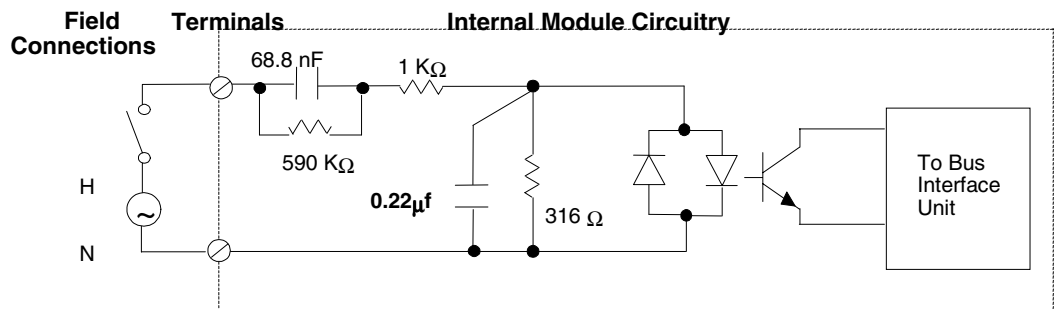 Field
Connections
Terminals
Internal Module Circuitry
68.8 nF
1 KΩ
590 KΩ
H
0.22µf
316 Ω
~
N
To Bus
Interface
Unit